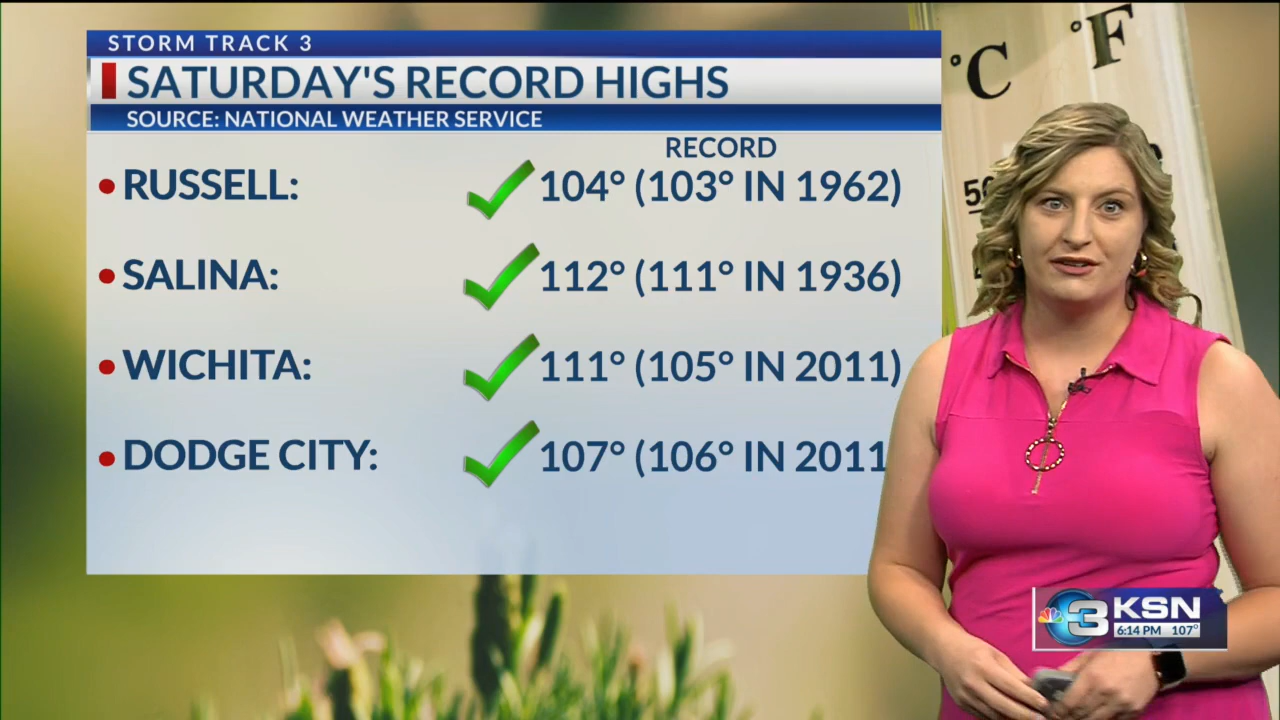 STORM TRACK 3
SATURDAY'S RECORD HIGHS
SOURCE: NATIONAL WEATHER SERVICE
RECORD
• RUSSELL: 104° (103° IN 1962)
• SALINA: 112° (111° IN 1936)
• WICHITA: 111° (105° IN 2011)
• DODGE CITY: 107° (106° IN 2011
°C °F
3 KSN
6:14 PM 107°